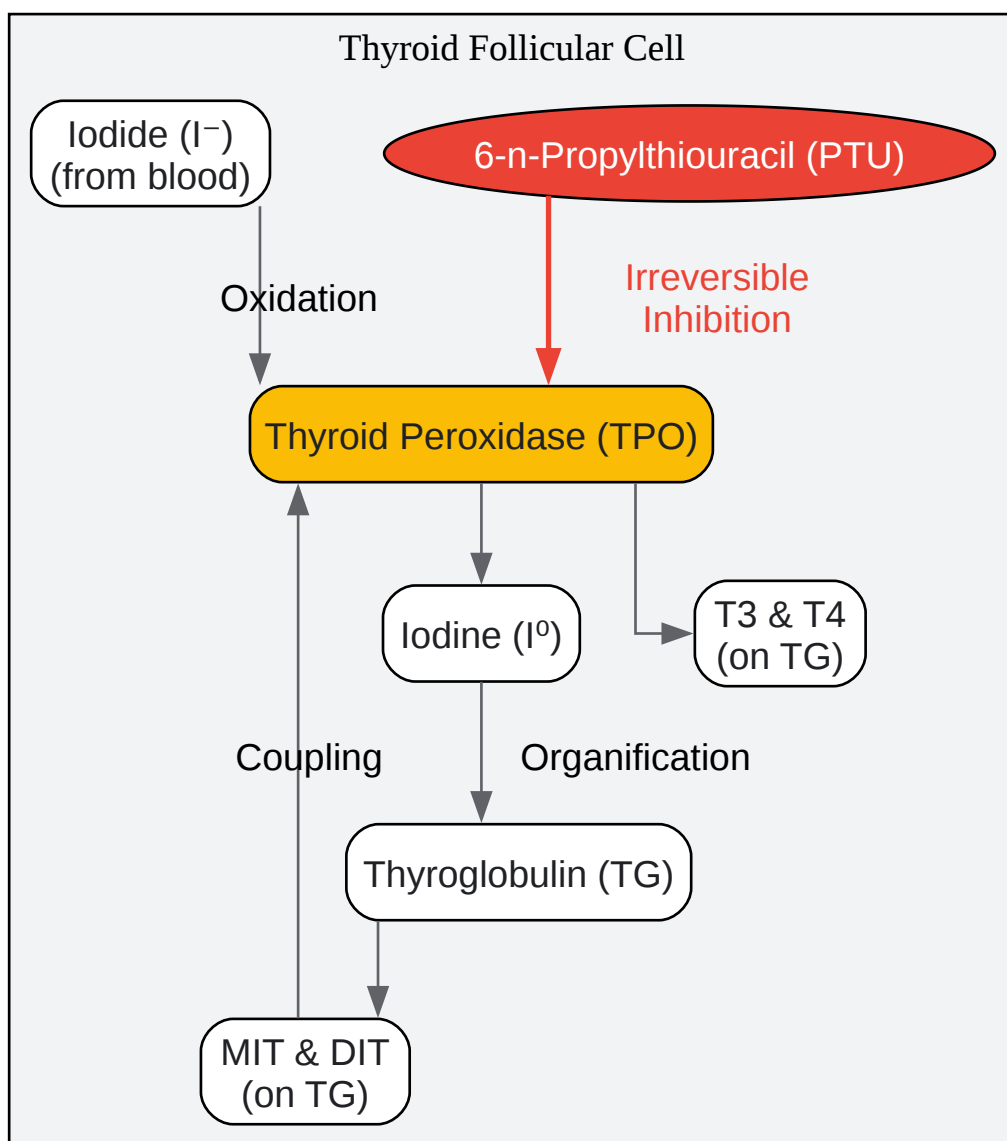 Thyroid Follicular Cell
Iodide (I⁻)
(from blood)
6-n-Propylthiouracil (PTU)
Oxidation
Irreversible
Inhibition
Thyroid Peroxidase (TPO)
Iodine (I⁰)
T3 & T4
(on TG)
Coupling
Organification
Thyroglobulin (TG)
MIT & DIT
(on TG)